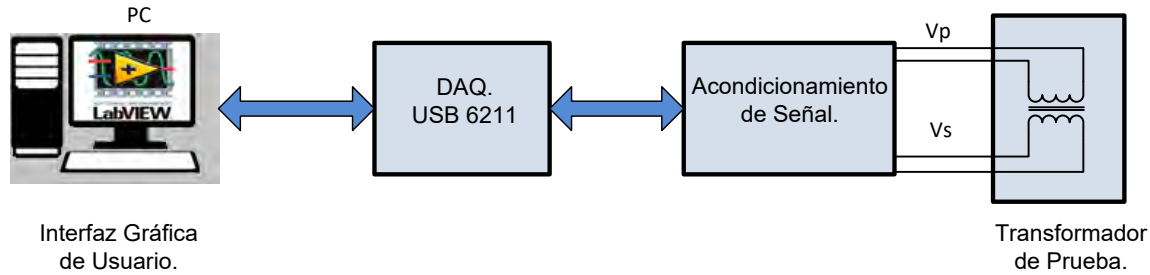 PC
LabVIEW
Interfaz Gráfica
de Usuario.
DAQ.
USB 6211
Acondicionamiento
de Señal.
Vp
Vs
Transformador
de Prueba.